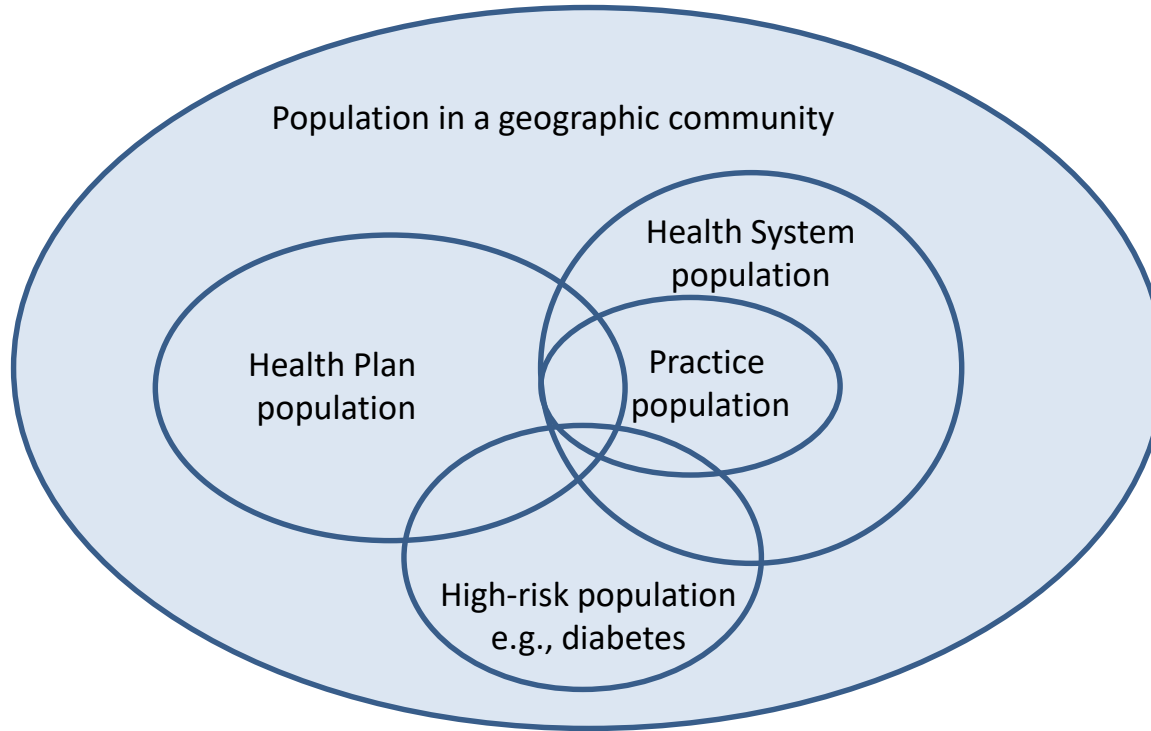 Population in a geographic community
Health System
population
Health Plan
population
Practice
population
High-risk population
e.g., diabetes